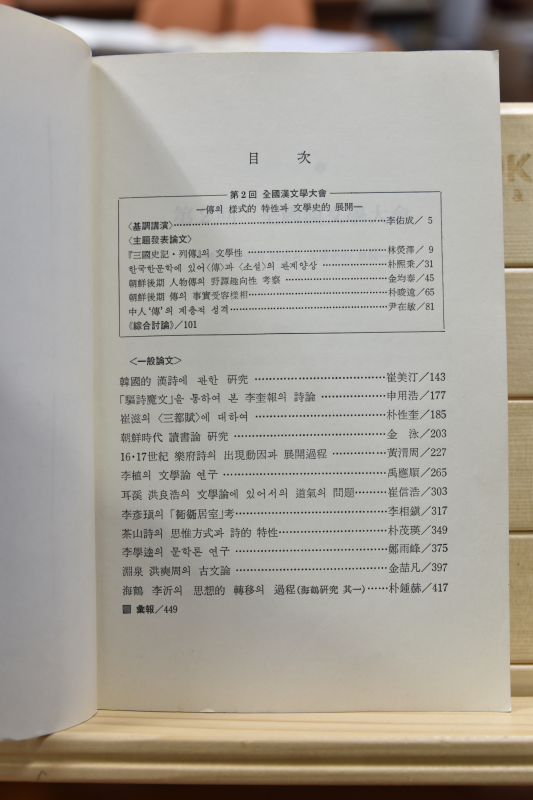 目 次
第2回 全國漢文學大會
—傳의 樣式的 特性과 文學史的 展開—
〈基調講演〉……李佑成／ 5
〈主題發表論文〉
『三國史記·列傳』의 文學性……林熒澤／ 9
한국한문학에 있어〈傳〉과 〈소설〉의 관계양상……朴熙秉／31
朝鮮後期 人物傳의 野譚趣向性 考察……金均泰／45
朝鮮後期 傳의 事實受容樣相……朴晙遠／65
中人 '傳'의 계층적 성격……尹在敏／81
《綜合討論》／101
〈一般論文〉
韓國的 漢詩에 관한 硏究……崔美汀／143
「驅詩魔文」을 통하여 본 李奎報의 詩論……申用浩／177
崔滋의 〈三都賦〉에 대하여……朴性奎／185
朝鮮時代 讀書論 硏究……金 泳／203
16·17世紀 樂府詩의 出現動因과 展開過程……黃渭周／227
李植의 文學論 연구……禹應順／265
耳溪 洪良浩의 文學論에 있어서의 道氣의 問題……崔信浩／303
李彦瑱의「衚衕居室」考……李相鎭／317
茶山詩의 思惟方式과 詩的 特性……朴茂瑛／349
李學逵의 문학론 연구……鄭雨峰／375
淵泉 洪奭周의 古文論……金喆凡／397
海鶴 李沂의 思想的 轉移의 過程(海鶴硏究 其一)……朴鍾赫／417
彙報／449